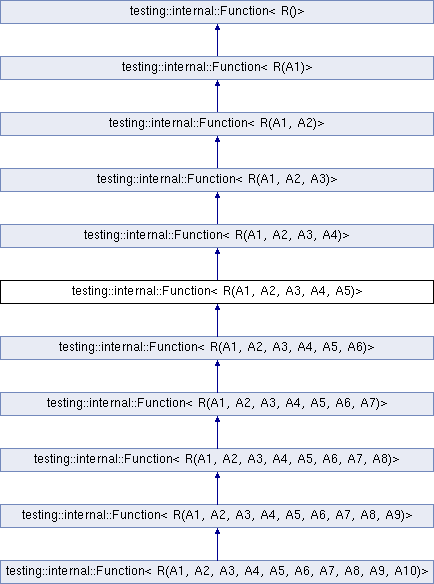 testing::internal::Function< R()>
testing::internal::Function< R(A1)>
testing::internal::Function< R(A1, A2)>
testing::internal::Function< R(A1, A2, A3)>
testing::internal::Function< R(A1, A2, A3, A4)>
testing::internal::Function< R(A1, A2, A3, A4, A5)>
testing::internal::Function< R(A1, A2, A3, A4, A5, A6)>
testing::internal::Function< R(A1, A2, A3, A4, A5, A6, A7)>
testing::internal::Function< R(A1, A2, A3, A4, A5, A6, A7, A8)>
testing::internal::Function< R(A1, A2, A3, A4, A5, A6, A7, A8, A9)>
testing::internal::Function< R(A1, A2, A3, A4, A5, A6, A7, A8, A9, A10)>